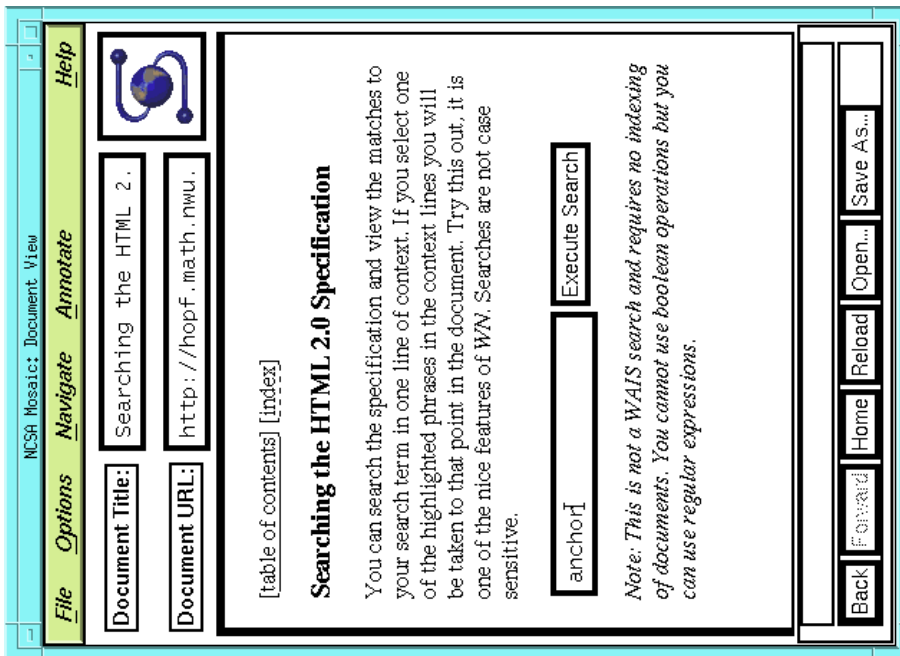 NCSA Mosaic: Document View
File Options Navigate Annotate Help
Document Title: Searching the HTML 2.
Document URL: http://hopf.math.nwu.
[table of contents] [index]
Searching the HTML 2.0 Specification
You can search the specification and view the matches to
your search term in one line of context. If you select one
of the highlighted phrases in the context lines you will
be taken to that point in the document. Try this out, it is
one of the nice features of WN. Searches are not case
sensitive.
anchor Execute Search
Note: This is not a WAIS search and requires no indexing
of documents. You cannot use boolean operations but you
can use regular expressions.
Back Forward Home Reload Open... Save As...